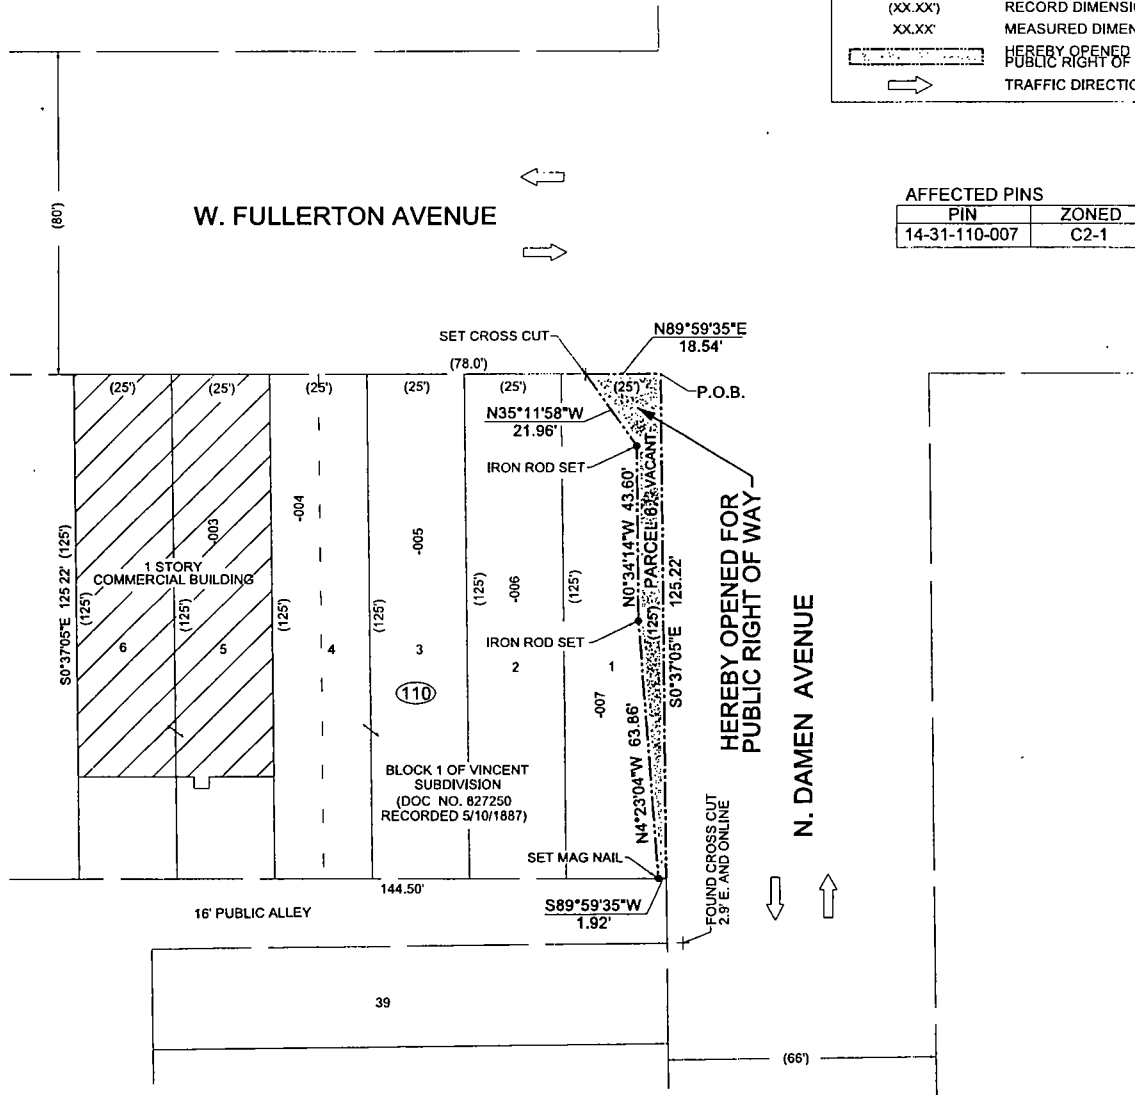 (XX.XX')
RECORD
XX.XX'
MEASURED
HEREBY OPENED
PUBLIC RIGHT OF
TRAFFIC
(80')
W. FULLERTON AVENUE
AFFECTED PINS
PIN ZONED
14-31-110-007 C2-1
SET CROSS CUT
N89°59'35"E
18.54'
(78.0')
(25') (25') (25') (25') (25') (25')
P.O.B.
N35°11'58"W
21.96'
IRON ROD SET
-003
-004
-005
-006
-007
1 STORY
COMMERCIAL BUILDING
S0°37'05"E 125.22' (125')
(125') (125') (125') (125') (125') (125') (125')
N0°34'14"W 43.60'
VACANT
S0°37'05"E 125.22'
IRON ROD SET
6 5 4 3 2 1
110
HEREBY OPENED FOR
PUBLIC RIGHT OF WAY
N. DAMEN AVENUE
BLOCK 1 OF VINCENT
SUBDIVISION
(DOC NO. 827250
RECORDED 5/10/1887)
N4°23'04"W 63.86'
SET MAG NAIL
144.50'
S89°59'35"W
1.92'
16' PUBLIC ALLEY
FOUND CROSS CUT
2.9' E. AND ONLINE
39
(66')